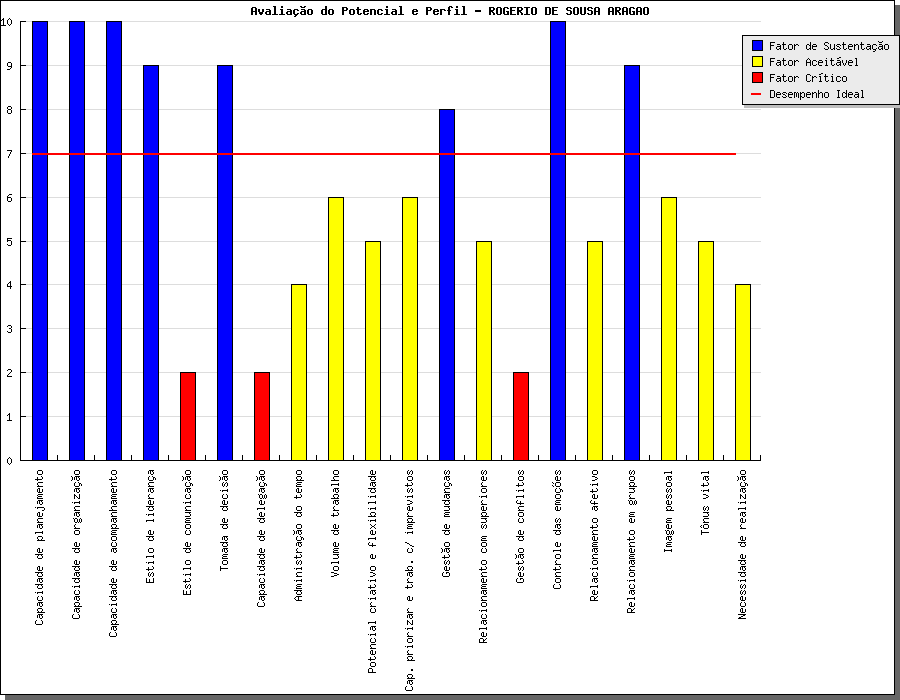 Avaliação do Potencial e Perfil - ROGERIO DE SOUSA ARAGAO
Fator de Sustentação
Fator Aceitável
Fator Crítico
Desempenho Ideal
10
9
8
7
6
5
4
3
2
1
0
Capacidade de planejamento
Capacidade de organização
Capacidade de acompanhamento
Estilo de liderança
Estilo de comunicação
Tomada de decisão
Capacidade de delegação
Administração do tempo
Volume de trabalho
Potencial criativo e flexibilidade
Cap. priorizar e trab. c/ imprevistos
Gestão de mudanças
Relacionamento com superiores
Gestão de conflitos
Controle das emoções
Relacionamento afetivo
Relacionamento em grupos
Imagem pessoal
Tônus vital
Necessidade de realização